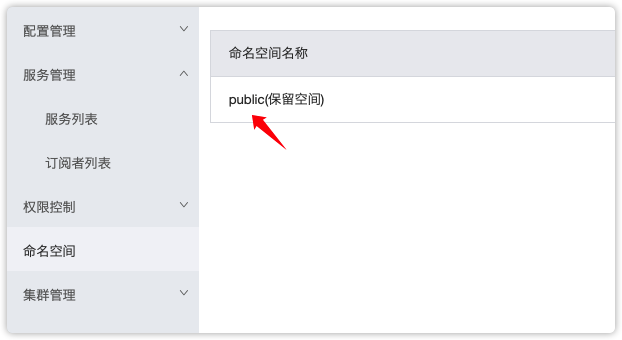 配置管理
服务管理
服务列表
订阅者列表
权限控制
命名空间
集群管理
命名空间名称
public(保留空间)